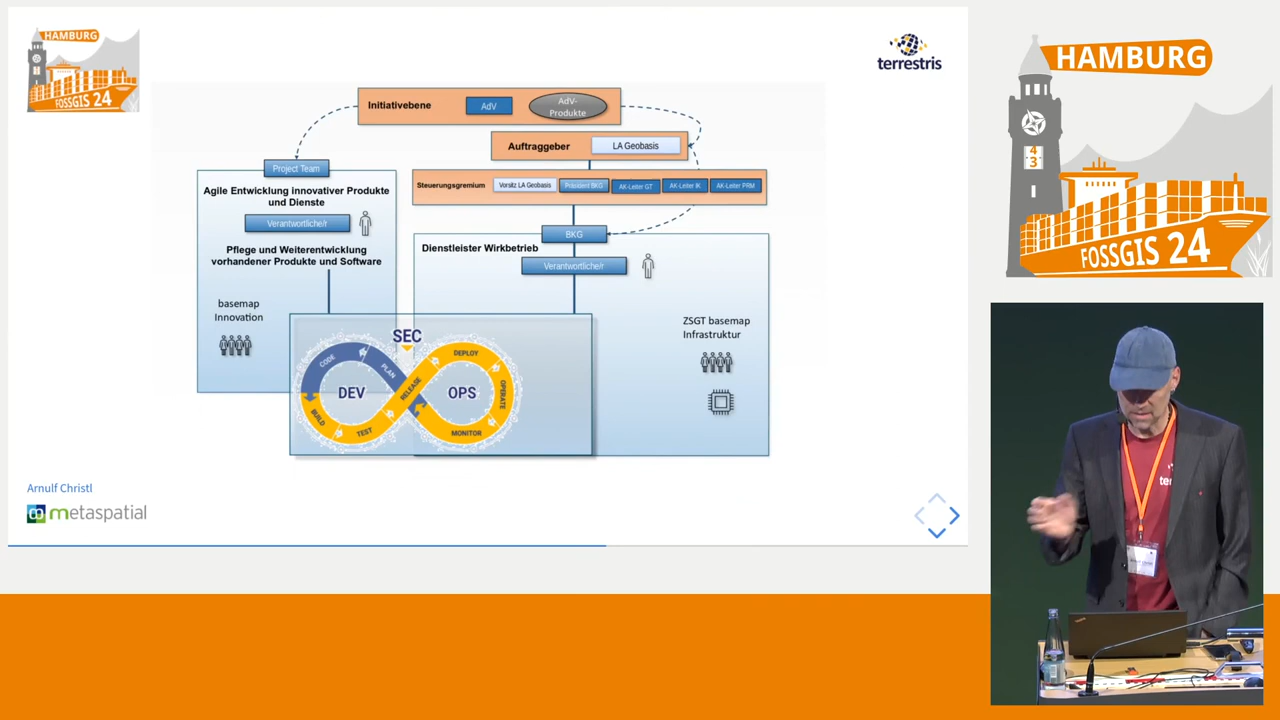 HAMBURG
FOSSGIS 24
terrestris
Initiativebene
AdV
AdV-
Produkte
Auftraggeber
LA Geobasis
Steuerungsgremium
Vorsitz LA Geobasis
Präsident BKG
AK-Leiter GT
AK-Leiter IK
AK-Leiter PRM
Project Team
Agile Entwicklung innovativer Produkte
und Dienste
Verantwortliche/r
Pflege und Weiterentwicklung
vorhandener Produkte und Software
basemap
Innovation
BKG
Dienstleister Wirkbetrieb
Verantwortliche/r
ZSGT basemap
Infrastruktur
SEC
DEV
OPS
CODE
PLAN
BUILD
TEST
RELEASE
DEPLOY
OPERATE
MONITOR
Arnulf Christl
metaspatial
HAMBURG
4
3
FOSSGIS 24
te